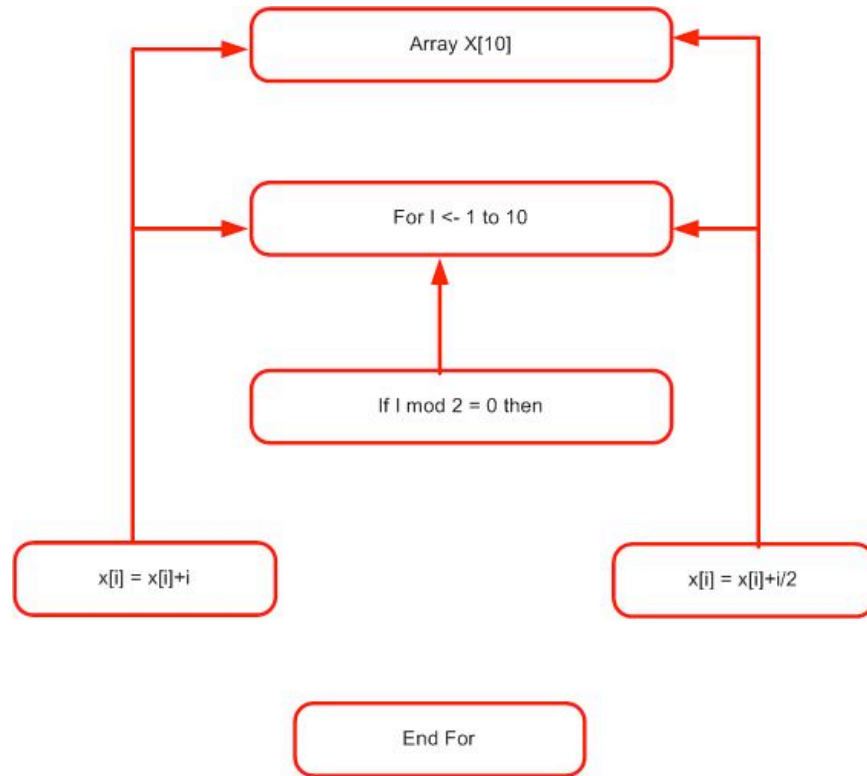 Array X[10]
For I <- 1 to 10
If I mod 2 = 0 then
x[i] = x[i]+i
x[i] = x[i]+i/2
End For